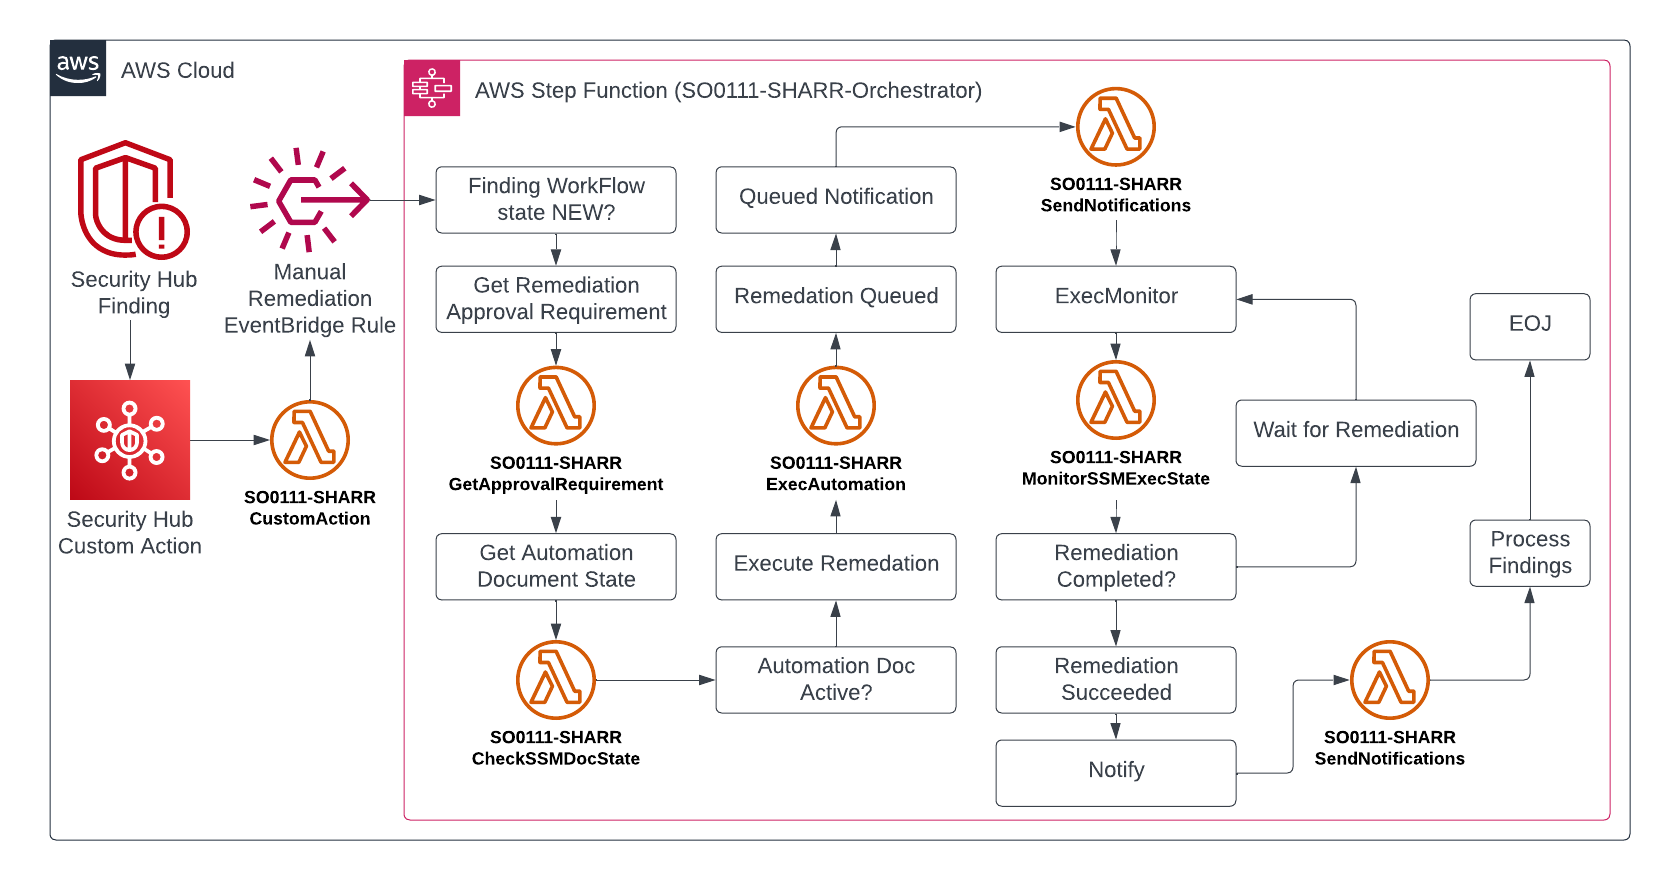 aws
AWS Cloud
AWS Step Function (SO0111-SHARR-Orchestrator)
Security Hub
Finding
Security Hub
Custom Action
SO0111-SHARR
CustomAction
Manual
Remediation
EventBridge Rule
Finding WorkFlow
state NEW?
Get Remediation
Approval Requirement
SO0111-SHARR
GetApprovalRequirement
Get Automation
Document State
SO0111-SHARR
CheckSSMDocState
Automation Doc
Active?
Execute Remedation
SO0111-SHARR
ExecAutomation
Remedation Queued
Queued Notification
SO0111-SHARR
SendNotifications
ExecMonitor
SO0111-SHARR
MonitorSSMExecState
Remediation
Completed?
Wait for Remediation
Remediation
Succeeded
Notify
SO0111-SHARR
SendNotifications
Process
Findings
EOJ